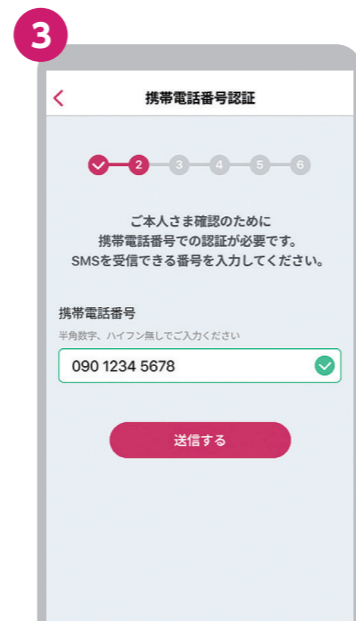 3
携帯電話番号認証
2 3 4 5 6
ご本人さま確認のために
携帯電話番号での認証が必要です。
SMSを受信できる番号を入力してください。
携帯電話番号
半角数字、ハイフン無しでご入力ください
090 1234 5678
送信する